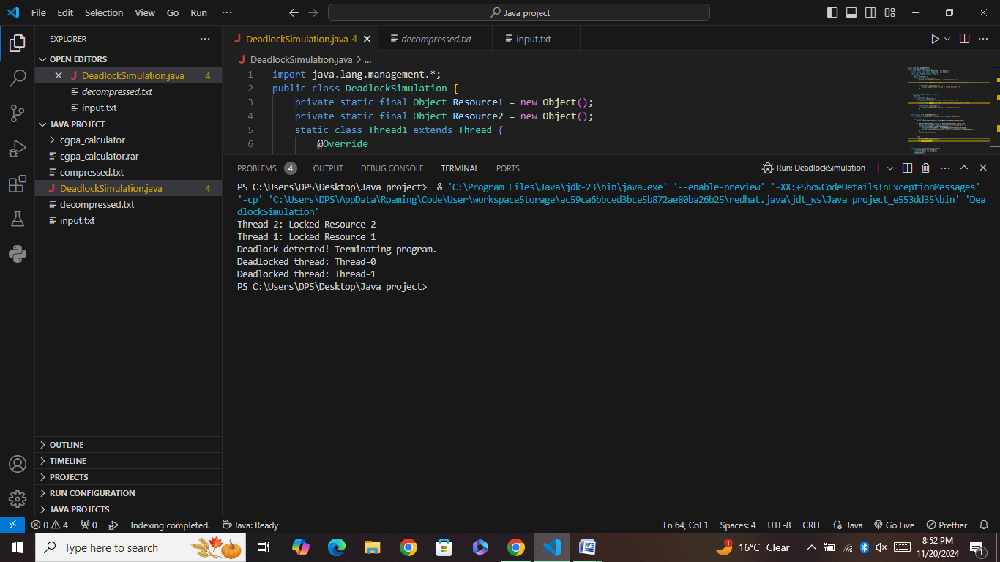 File Edit Selection View Go Run ···
Java project
EXPLORER ···
OPEN EDITORS
DeadlockSimulation.java 4
decompressed.txt
input.txt
JAVA PROJECT
cgpa_calculator
cgpa_calculator.rar
compressed.txt
DeadlockSimulation.java 4
decompressed.txt
input.txt
OUTLINE
TIMELINE
PROJECTS
RUN CONFIGURATION
JAVA PROJECTS
DeadlockSimulation.java 4 decompressed.txt input.txt
DeadlockSimulation.java > ...
1 import java.lang.management.*;
2 public class DeadlockSimulation {
3 private static final Object Resource1 = new Object();
4 private static final Object Resource2 = new Object();
5 static class Thread1 extends Thread {
6 @Override
PROBLEMS 4 OUTPUT DEBUG CONSOLE TERMINAL PORTS Run: DeadlockSimulation
PS C:\Users\DPS\Desktop\Java project> & 'C:\Program Files\Java\jdk-23\bin\java.exe' '--enable-preview' '-XX:+ShowCodeDetailsInExceptionMessages'
'-cp' 'C:\Users\DPS\AppData\Roaming\Code\User\workspaceStorage\ac59ca6bbced3bce5b872ae80ba26b25\redhat.java\jdt_ws\Java project_e553dd35\bin' 'Dea
dlockSimulation'
Thread 2: Locked Resource 2
Thread 1: Locked Resource 1
Deadlock detected! Terminating program.
Deadlocked thread: Thread-0
Deadlocked thread: Thread-1
PS C:\Users\DPS\Desktop\Java project>
0 4 0 Indexing completed. Java: Ready Ln 64, Col 1 Spaces: 4 UTF-8 CRLF Java Go Live Prettier
Type here to search 1 16°C Clear 8:52 PM
11/20/2024 1